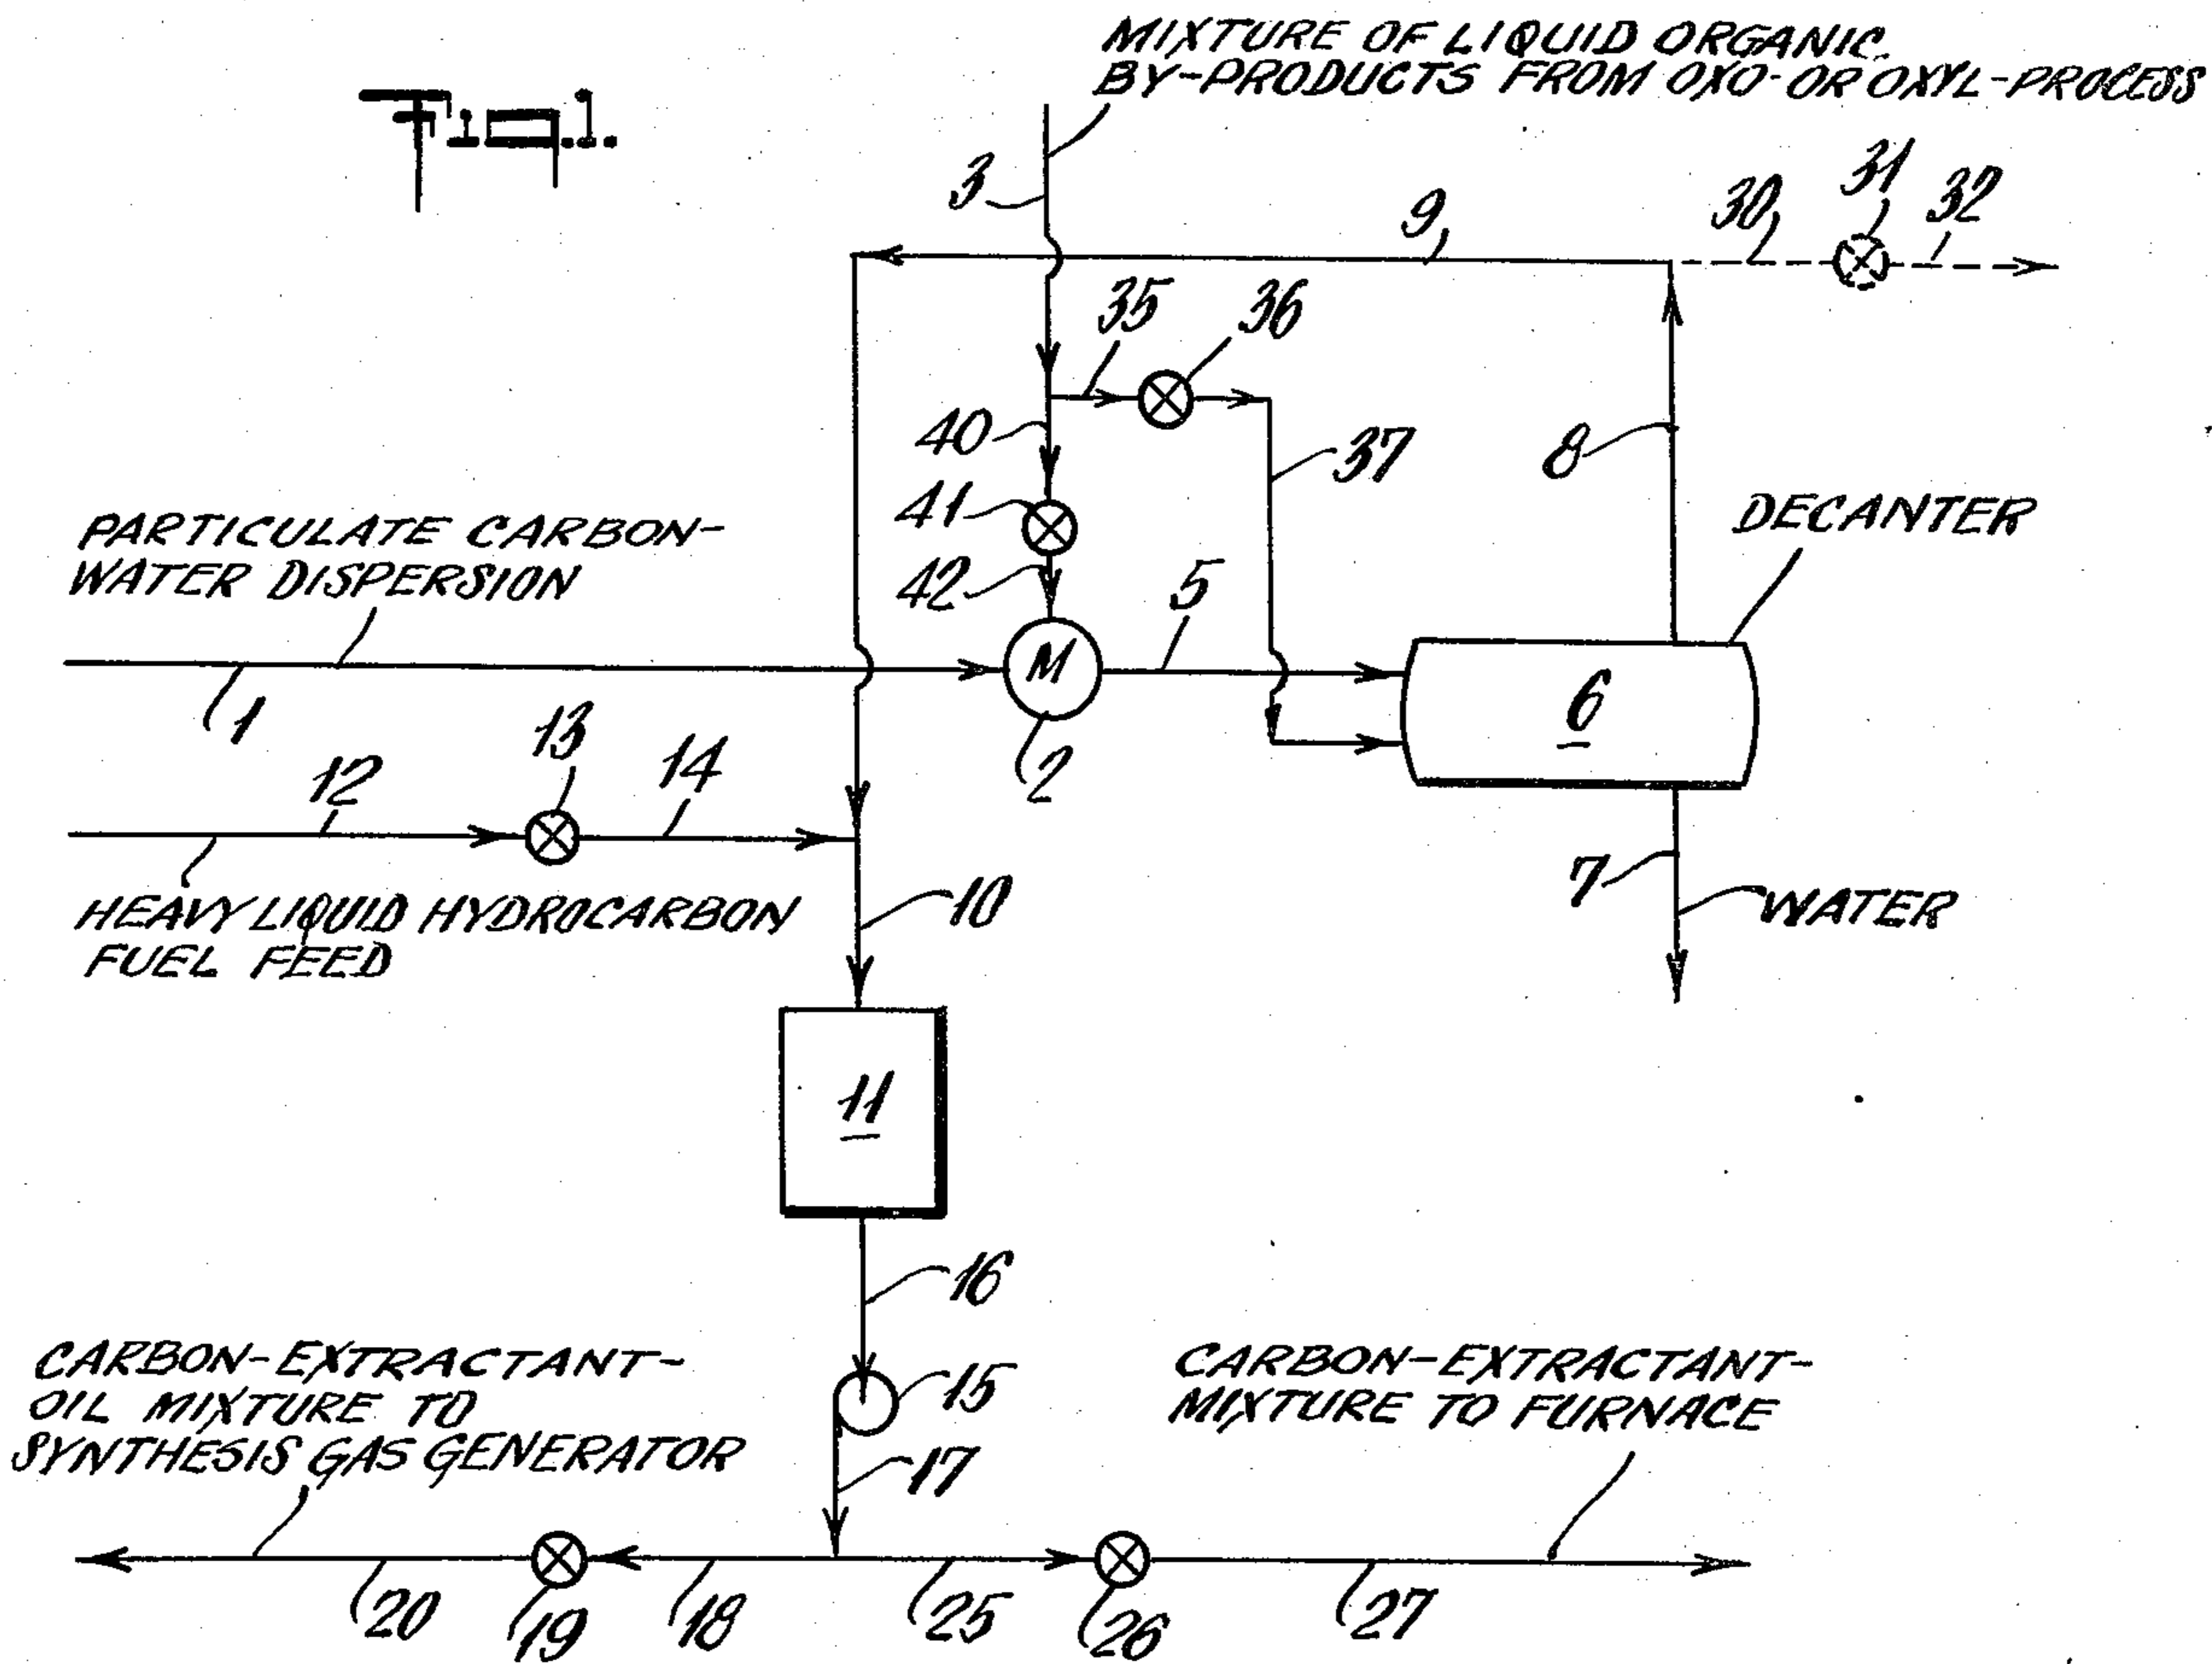 Fig.1.
MIXTURE OF LIQUID ORGANIC
BY-PRODUCTS FROM OXO- OR OXYL-PROCESS
3
9
30
31
32
35
36
40
37
8
41
DECANTER
PARTICULATE CARBON-
WATER DISPERSION
42
5
M
6
1
13
2
12
14
7
10
WATER
HEAVY LIQUID HYDROCARBON
FUEL FEED
11
16
CARBON-EXTRACTANT-
OIL MIXTURE TO
SYNTHESIS GAS GENERATOR
15
CARBON-EXTRACTANT-
MIXTURE TO FURNACE
17
20
19
18
25
26
27